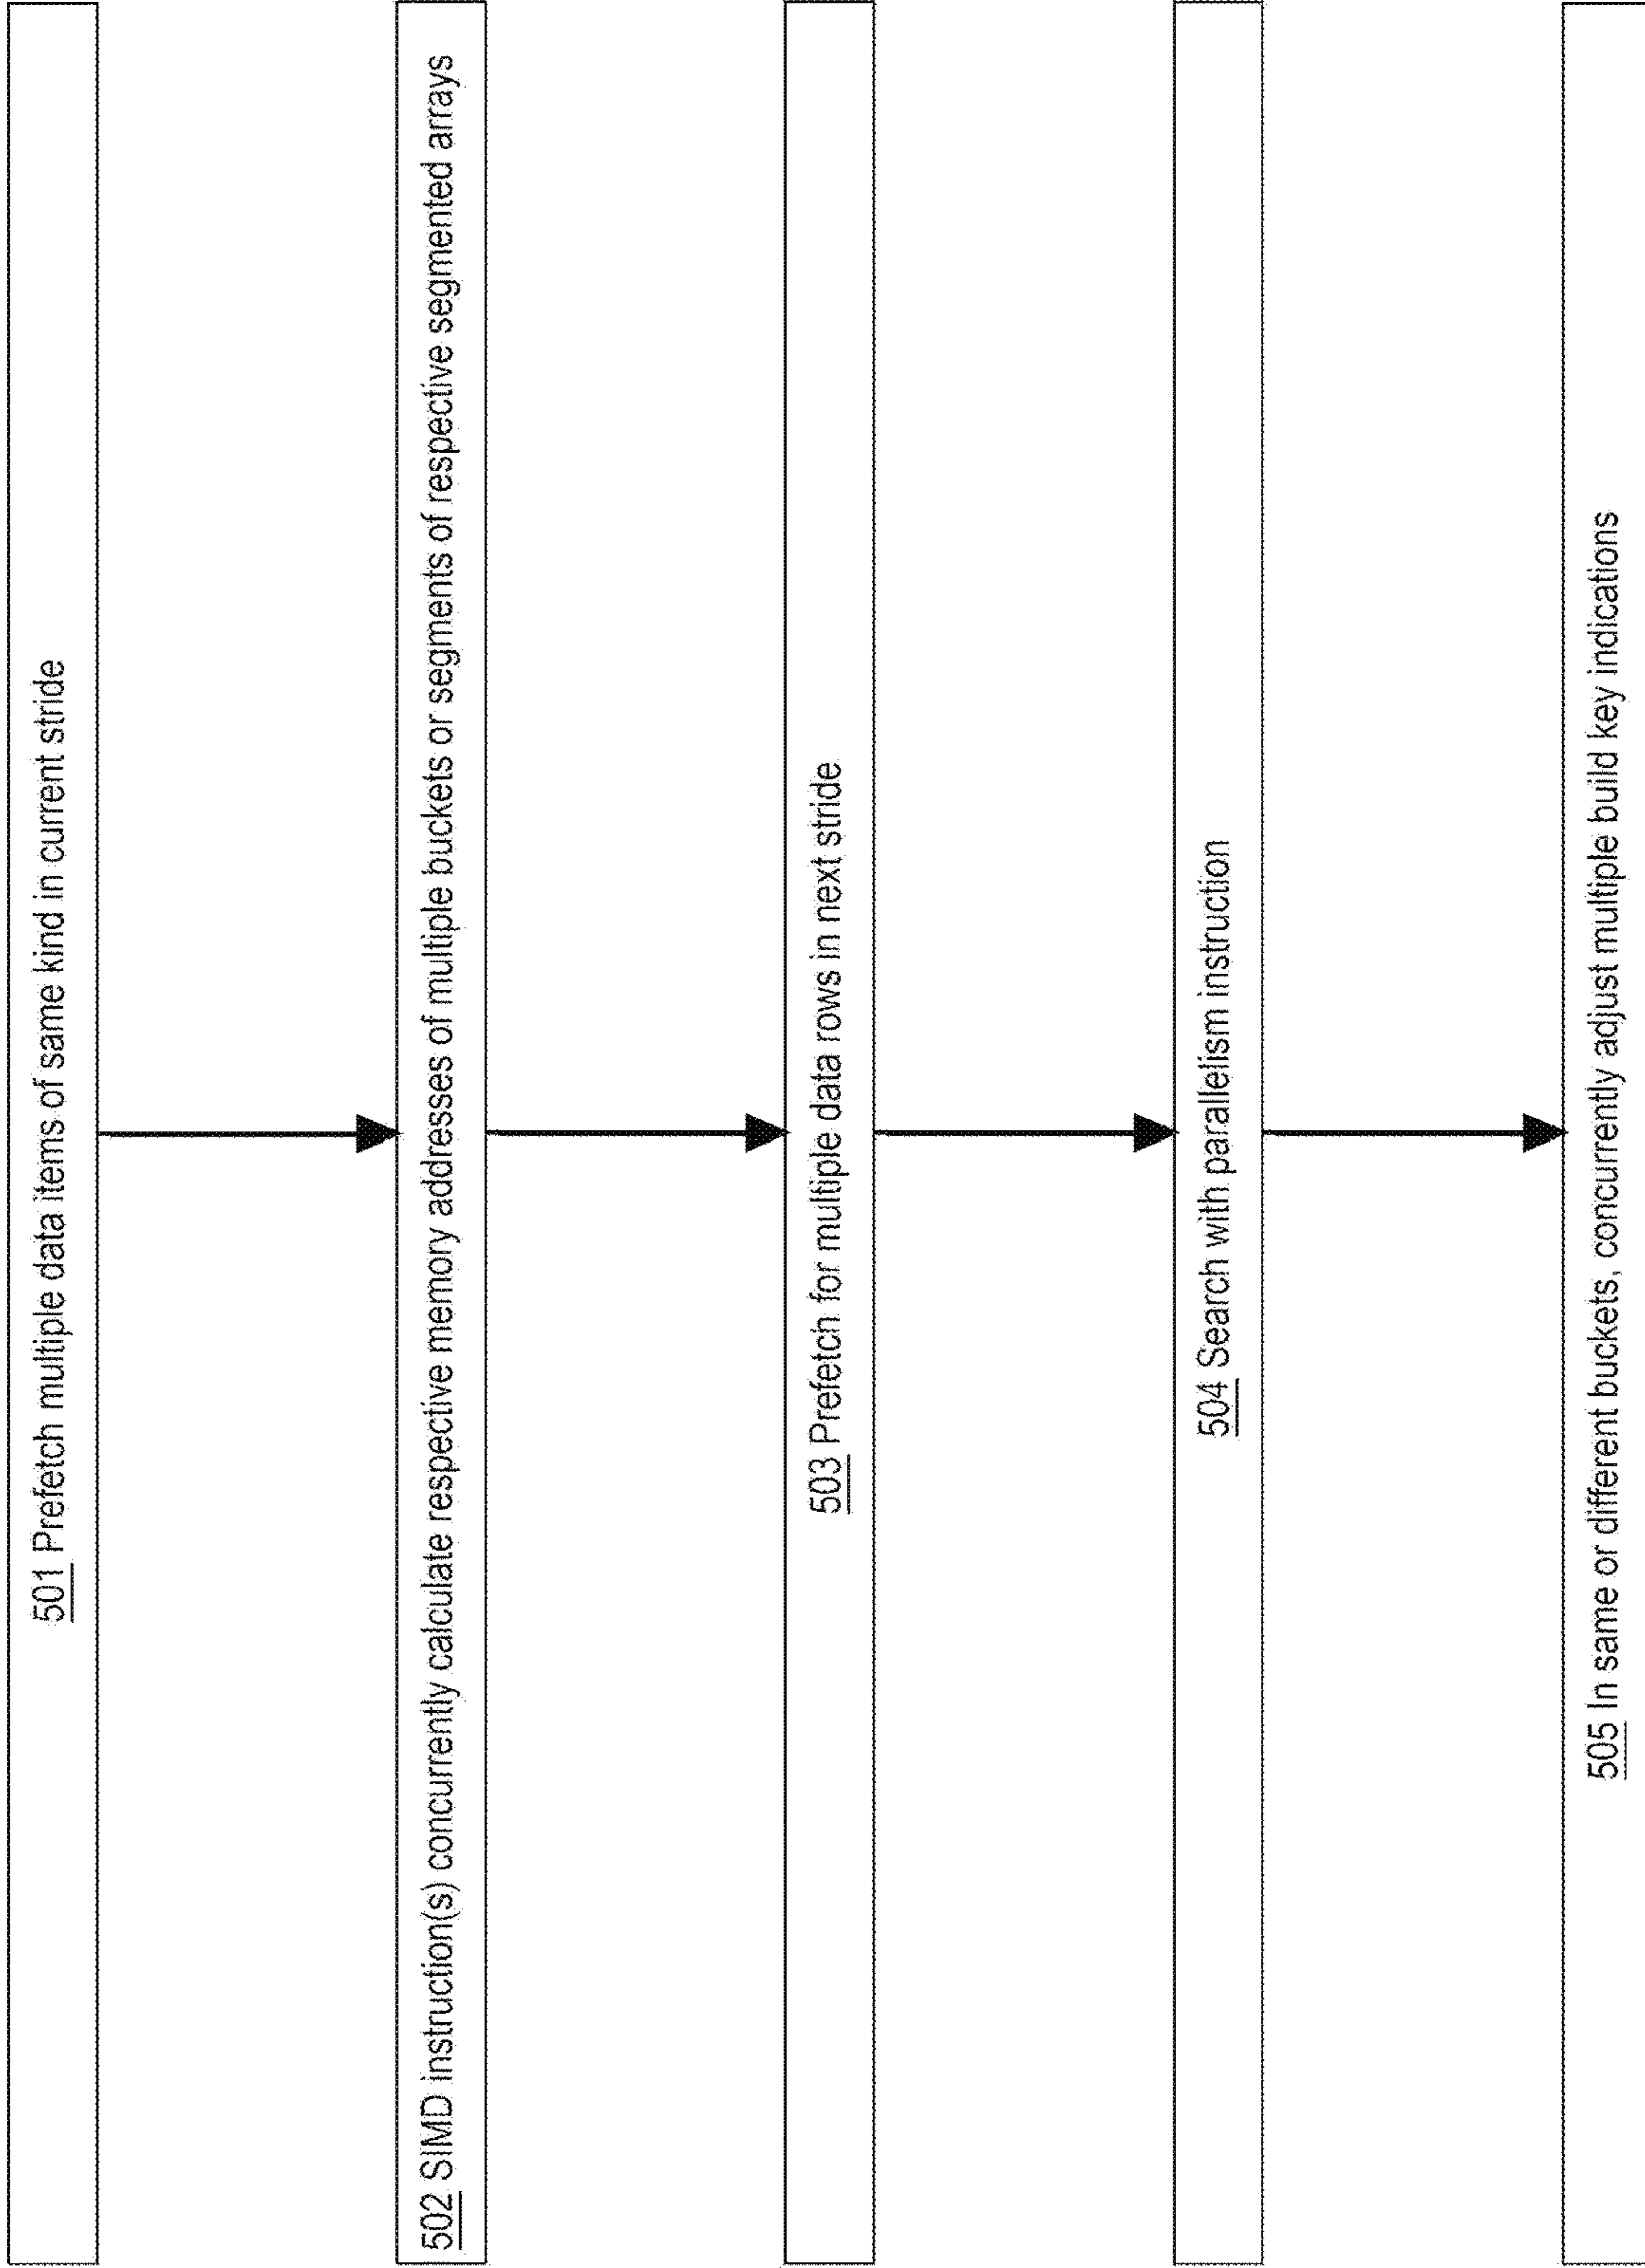 501 Prefetch multiple data items of same kind in current stride
502 SIMD instruction(s) concurrently calculate respective memory addresses of multiple buckets or segments of respective segmented arrays
503 Prefetch for multiple data rows in next stride
504 Search with parallelism instruction
505 In same or different buckets, concurrently adjust multiple build key indications